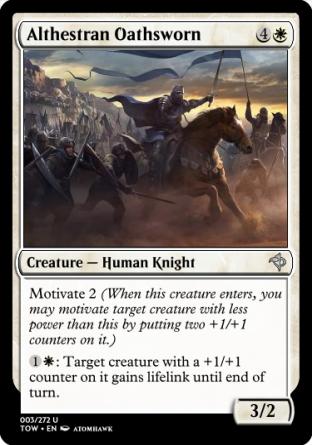 Althestran Oathsworn 4
Creature — Human Knight
Motivate 2 (When this creature enters, you
may motivate target creature with less
power than this by putting two +1/+1
counters on it.)
1 : Target creature with a +1/+1
counter on it gains lifelink until end of
turn.
003/272 U
TOW • EN ATOMHAWK
3/2